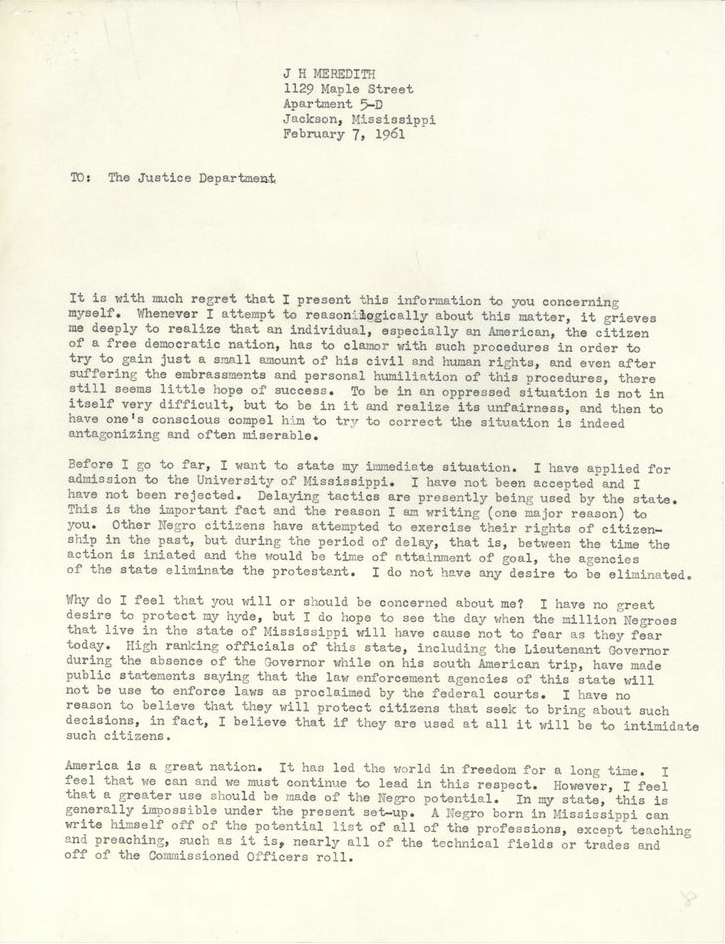 J H MEREDITH
1129 Maple Street
Apartment 5-D
Jackson, Mississippi
February 7, 1961
TO: The Justice Department
It is with much regret that I present this information to you concerning
myself. Whenever I attempt to reason logically about this matter, it grieves
me deeply to realize that an individual, especially an American, the citizen
of a free democratic nation, has to clamor with such procedures in order to
try to gain just a small amount of his civil and human rights, and even after
suffering the embrassments and personal humiliation of this procedures, there
still seems little hope of success. To be in an oppressed situation is not in
itself very difficult, but to be in it and realize its unfairness, and then to
have one's conscious compel him to try to correct the situation is indeed
antagonizing and often miserable.
Before I go to far, I want to state my immediate situation. I have applied for
admission to the University of Mississippi. I have not been accepted and I
have not been rejected. Delaying tactics are presently being used by the state.
This is the important fact and the reason I am writing (one major reason) to
you. Other Negro citizens have attempted to exercise their rights of citizen-
ship in the past, but during the period of delay, that is, between the time the
action is iniated and the would be time of attainment of goal, the agencies
of the state eliminate the protestant. I do not have any desire to be eliminated.
Why do I feel that you will or should be concerned about me? I have no great
desire to protect my hyde, but I do hope to see the day when the million Negroes
that live in the state of Mississippi will have cause not to fear as they fear
today. High ranking officials of this state, including the Lieutenant Governor
during the absence of the Governor while on his south American trip, have made
public statements saying that the law enforcement agencies of this state will
not be use to enforce laws as proclaimed by the federal courts. I have no
reason to believe that they will protect citizens that seek to bring about such
decisions, in fact, I believe that if they are used at all it will be to intimidate
such citizens.
America is a great nation. It has led the world in freedom for a long time. I
feel that we can and we must continue to lead in this respect. However, I feel
that a greater use should be made of the Negro potential. In my state, this is
generally impossible under the present set-up. A Negro born in Mississippi can
write himself off of the potential list of all of the professions, except teaching
and preaching, such as it is, nearly all of the technical fields or trades and
off of the Commissioned Officers roll.
8